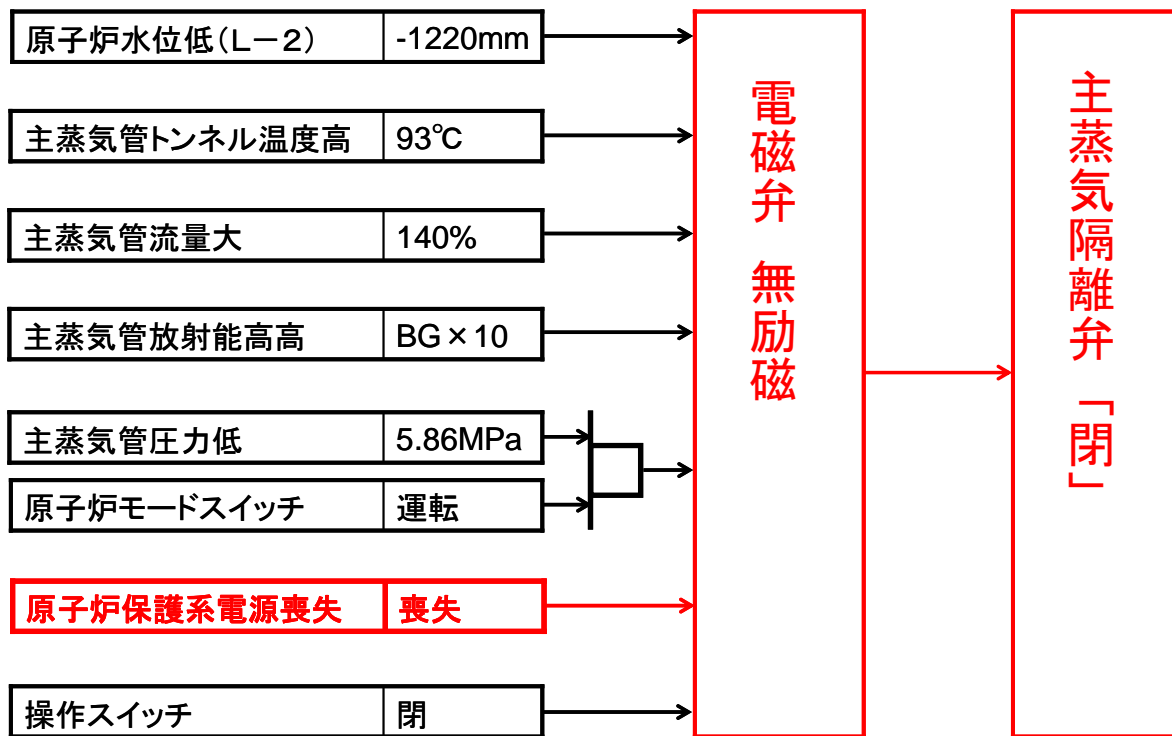 原子炉水位低(L－2) -1220mm
主蒸気管トンネル温度高 93℃
主蒸気管流量大 140%
主蒸気管放射能高高 BG×10
主蒸気管圧力低 5.86MPa
原子炉モードスイッチ 運転
原子炉保護系電源喪失 喪失
操作スイッチ 閉
電磁弁 無励磁
主蒸気隔離弁「閉」